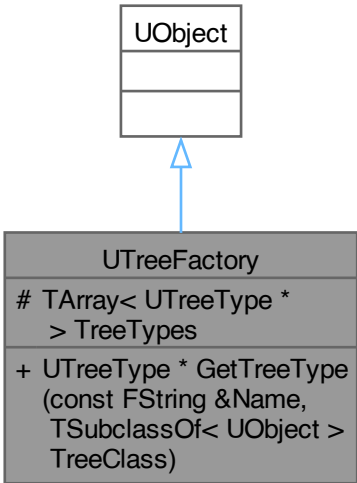 UObject
UTreeFactory
# TArray< UTreeType *
> TreeTypes
+ UTreeType * GetTreeType
(const FString &Name,
TSubclassOf< UObject >
TreeClass)